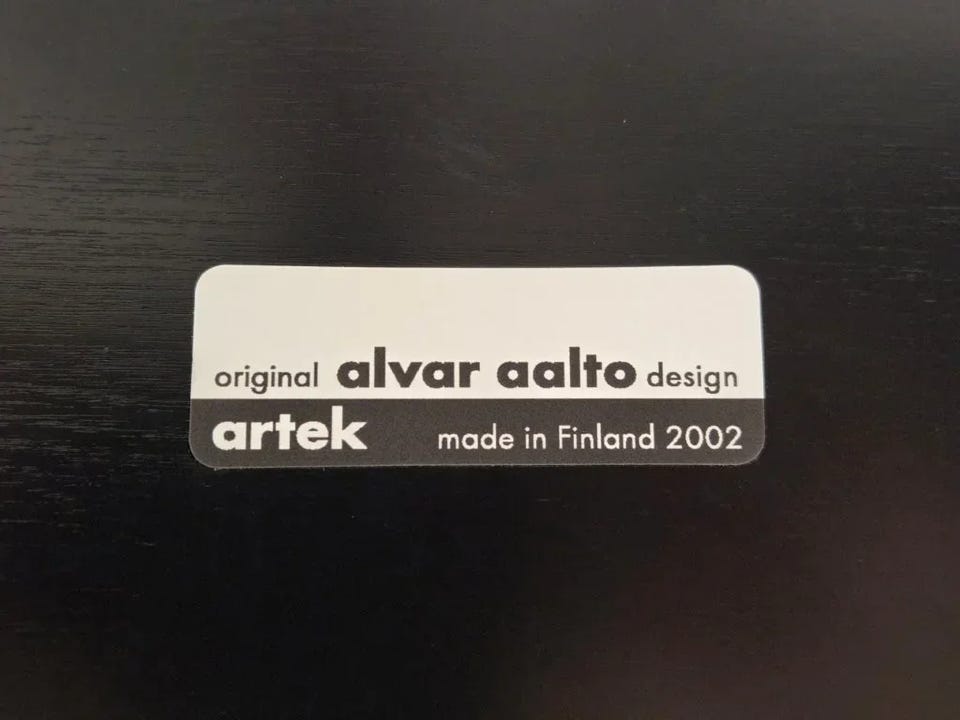 original alvar aalto design
artek made in Finland 2002